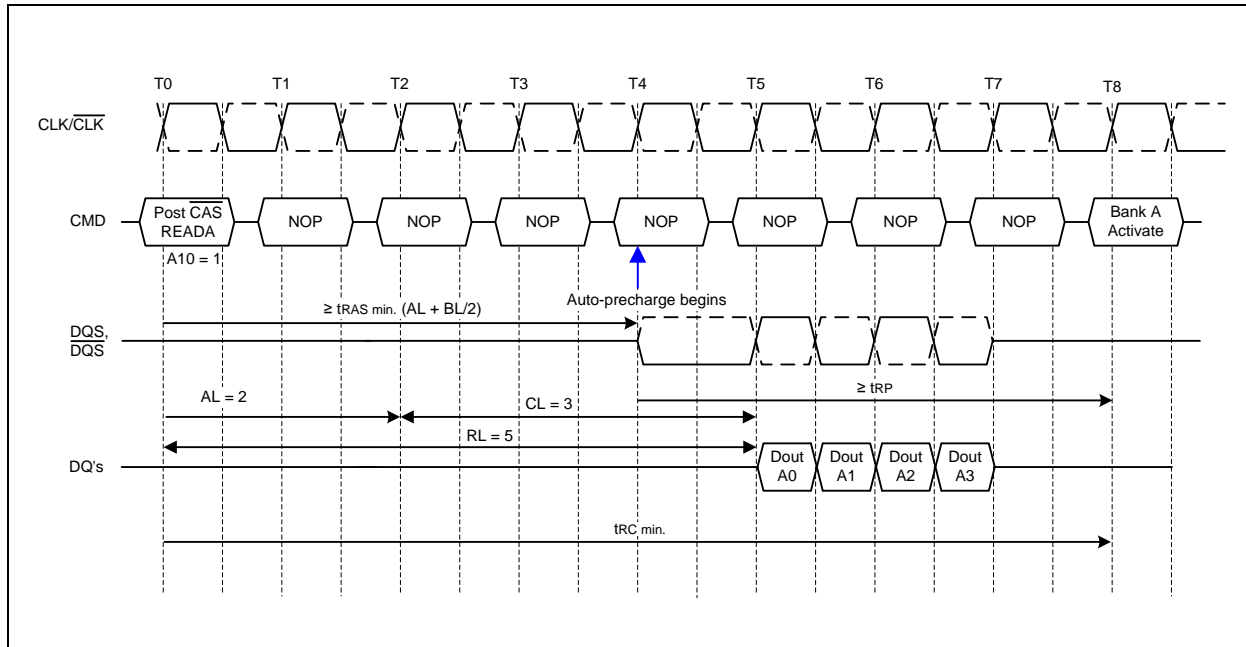 T0 T1 T2 T3 T4 T5 T6 T7 T8
CLK/CLK
CMD
Post CAS
READA
NOP NOP NOP NOP NOP NOP NOP
Bank A
Activate
A10 = 1
Auto-precharge begins
≥ tRAS min. (AL + BL/2)
DQS,
DQS
≥ tRP
AL = 2
CL = 3
RL = 5
DQ's
Dout
A0
Dout
A1
Dout
A2
Dout
A3
tRC min.